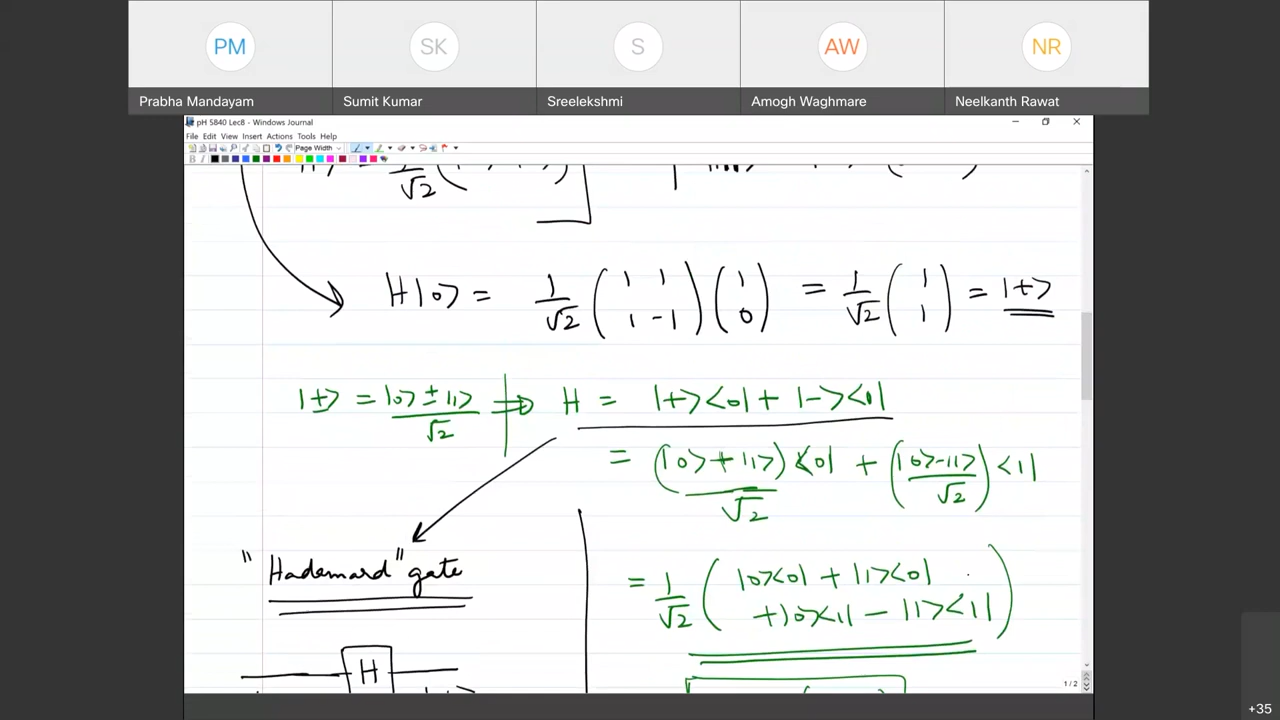 PM
SK
S
AW
NR
Prabha Mandayam
Sumit Kumar
Sreelekshmi
Amogh Waghmare
Neelkanth Rawat
pH 5840 Lec8 - Windows Journal
File Edit View Insert Actions Tools Help
Page Width
B I
H|0> = 1/√2 ( 1 1 ; 1 -1 ) ( 1 ; 0 ) = 1/√2 ( 1 ; 1 ) = |+>
|±> = |0> ± |1> / √2 ⇒ H = |+><0| + |-><0|
= (|0> + |1>)/√2 <0| + (|0> - |1> / √2) <1|
"Hademard" gate
= 1/√2 ( |0><0| + |1><0|
+|0><1| - |1><1| )
H
1 / 2
+35